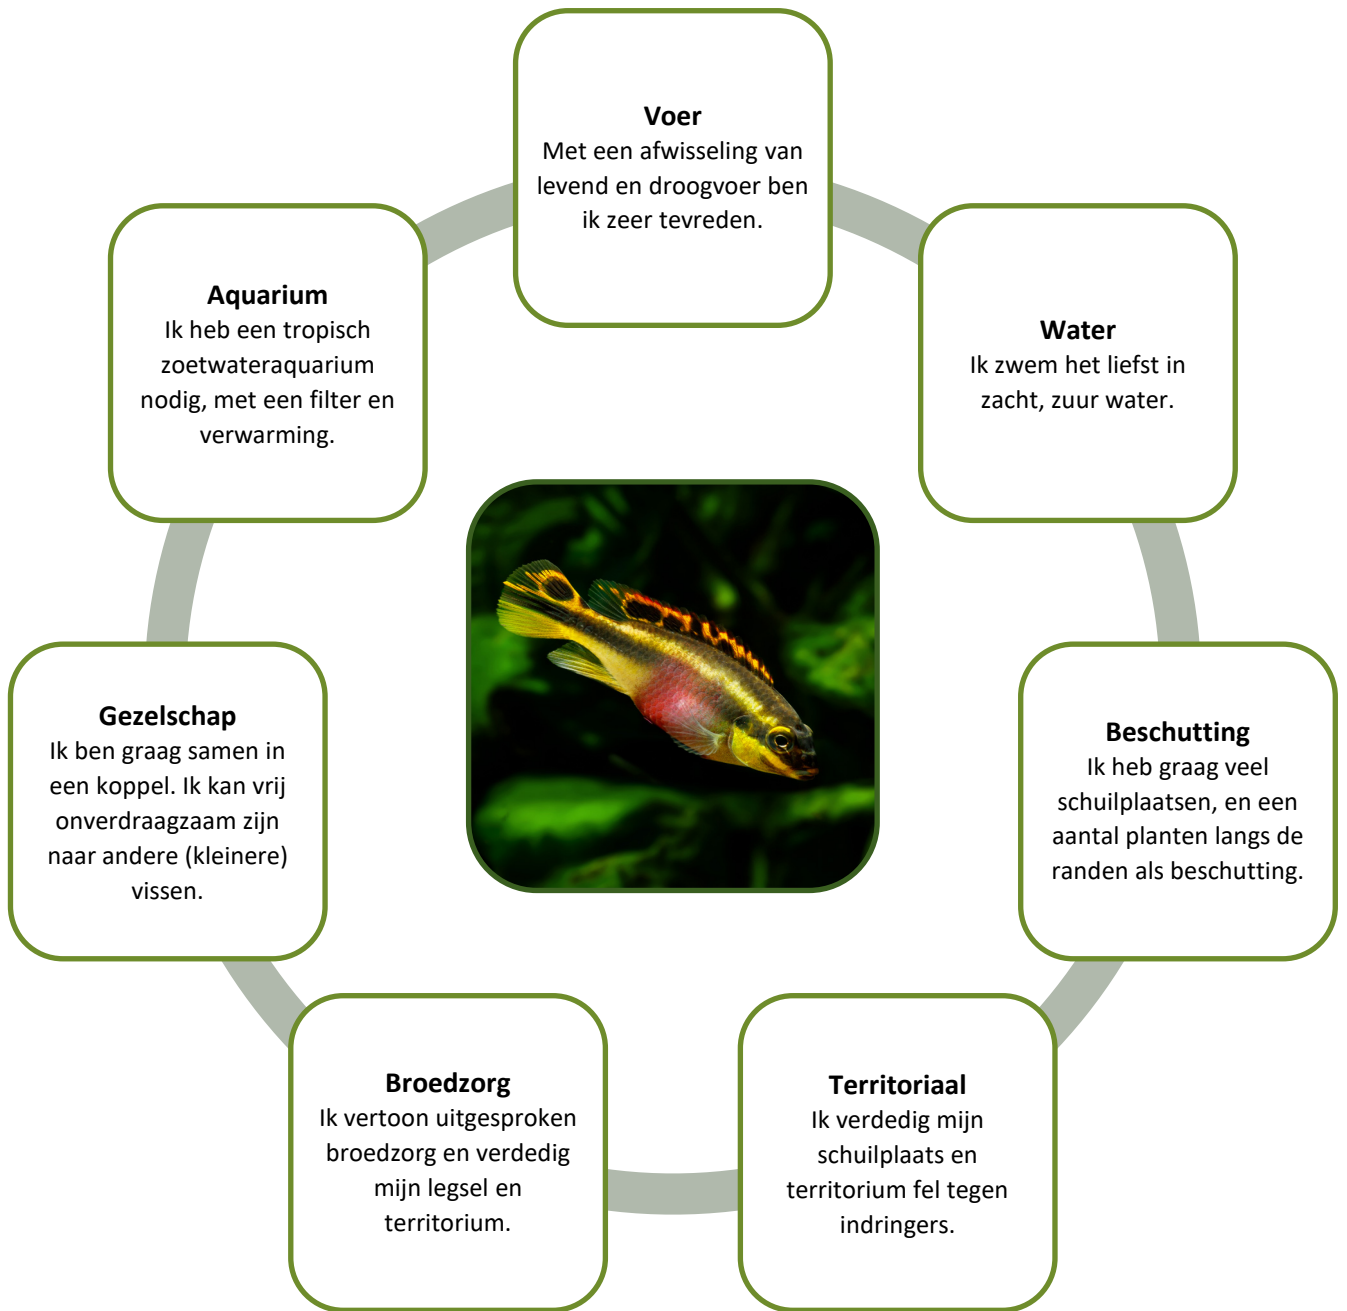 Voer
Met een afwisseling van
levend en droogvoer ben
ik zeer tevreden.
Water
Ik zwem het liefst in
zacht, zuur water.
Beschutting
Ik heb graag veel
schuilplaatsen, en een
aantal planten langs de
randen als beschutting.
Territoriaal
Ik verdedig mijn
schuilplaats en
territorium fel tegen
indringers.
Broedzorg
Ik vertoon uitgesproken
broedzorg en verdedig
mijn legsel en
territorium.
Gezelschap
Ik ben graag samen in
een koppel. Ik kan vrij
onverdraagzaam zijn
naar andere (kleinere)
vissen.
Aquarium
Ik heb een tropisch
zoetwateraquarium
nodig, met een filter en
verwarming.